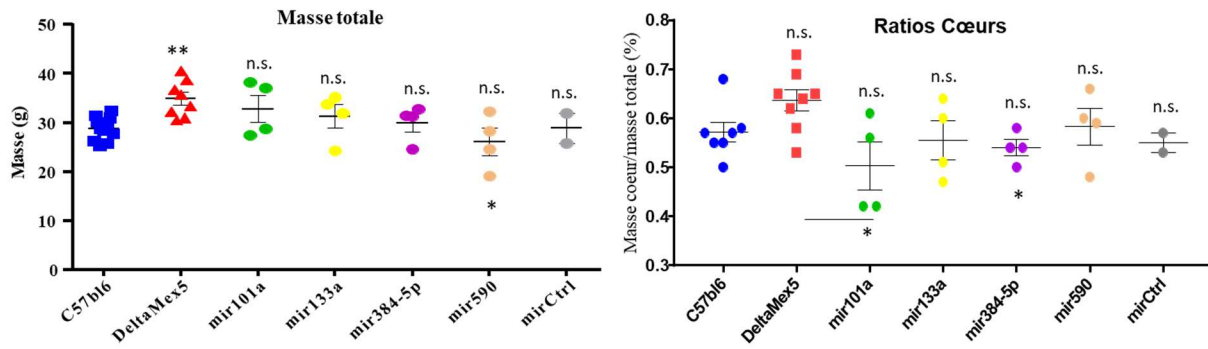 Masse totale
Masse (g)
50
40
30
20
10
0
**
n.s.
n.s.
n.s.
n.s.
n.s.
*
C57bl6
DeltaMex5
mir101a
mir133a
mir384-5p
mir590
mirCtrl
Ratios Cœurs
Masse coeur/masse totale (%)
0.8
0.7
0.6
0.5
0.4
0.3
n.s.
n.s.
n.s.
n.s.
n.s.
n.s.
*
*
C57bl6
DeltaMex5
mir101a
mir133a
mir384-5p
mir590
mirCtrl